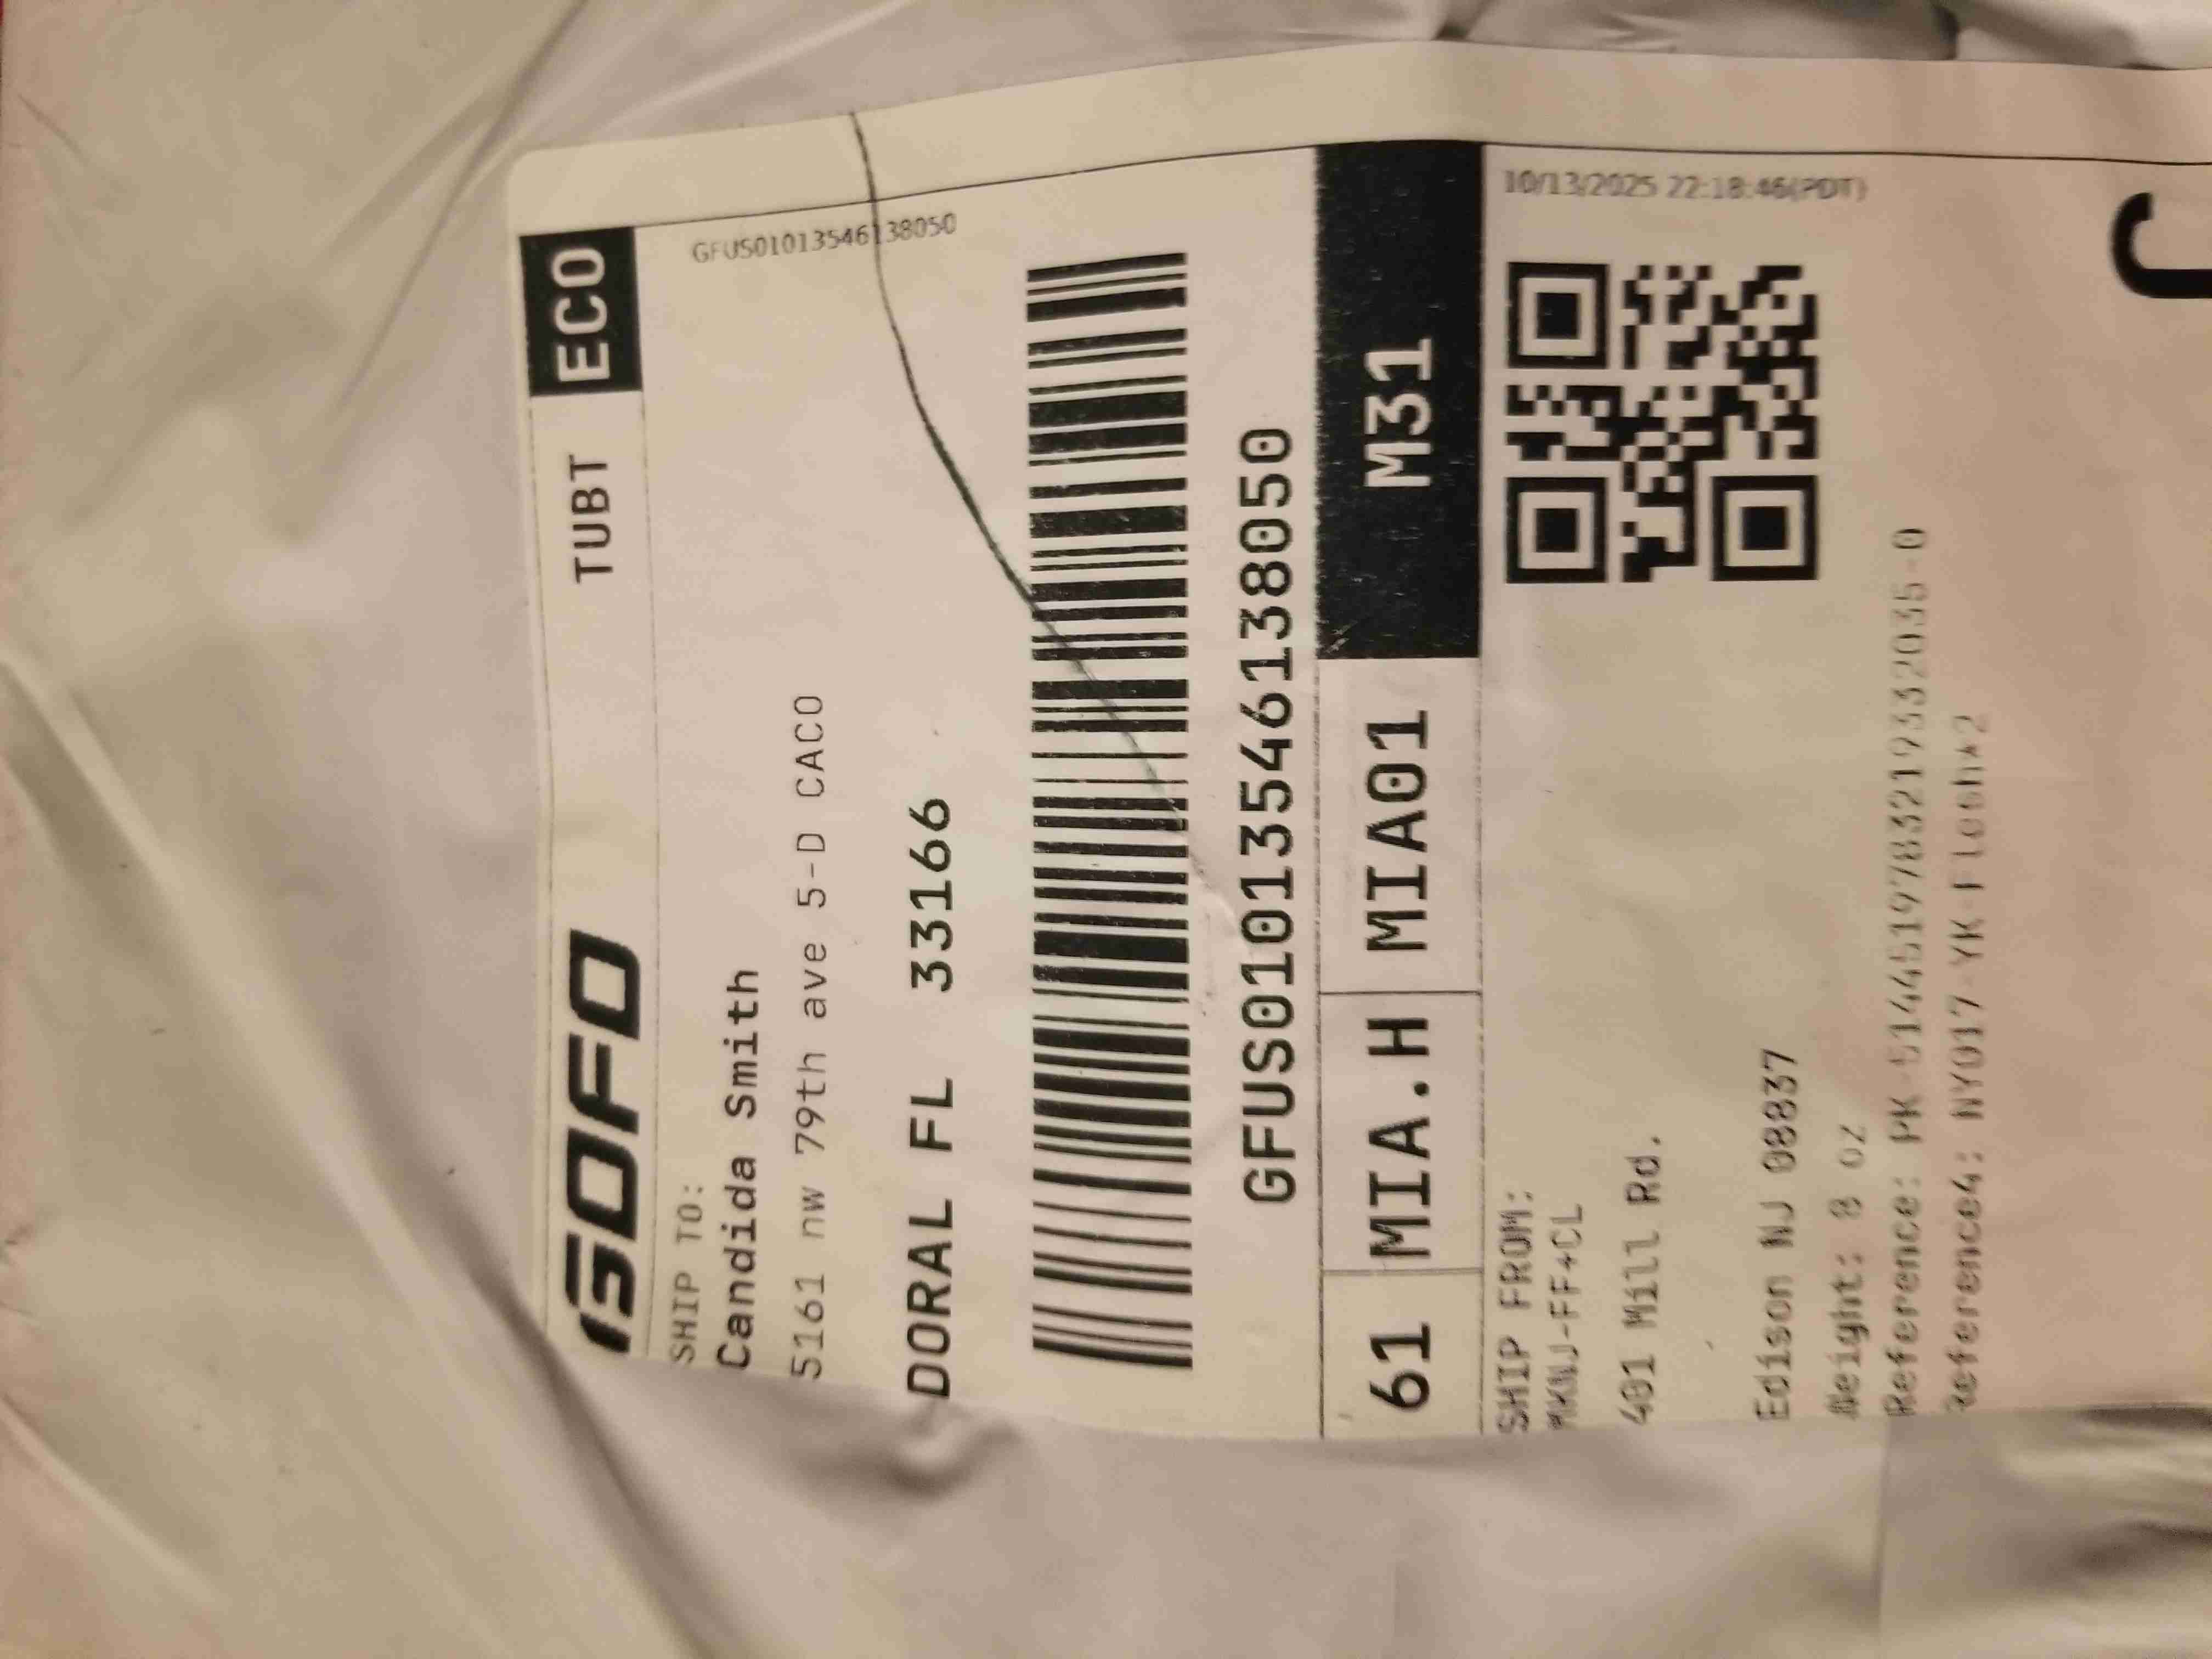 GOFO TUBT ECO
GFUS01013546138050
SHIP TO:
Candida Smith
5161 nw 79th ave 5-D CACO
DORAL FL 33166
GFUS01013546138050
61 MIA.H MIA01 M31
10/13/2025 22:18:46(PDT)
SHIP FROM:
401 Mill Rd.
Edison NJ 08837
Weight: 8 oz
Reference:
Reference4: